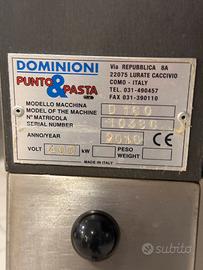 DOMINIONI
PUNTO & PASTA
Via REPUBBLICA 8A
22075 LURATE CACCIVIO
COMO - ITALY
TEL. 031-490457
FAX 031-390110
MODELLO MACCHINA
MODEL OF THE MACHINE
N° MATRICOLA
SERIAL NUMBER
ANNO/YEAR
VOLT
kW
PESO
WEIGHT
MADE IN ITALY
subito